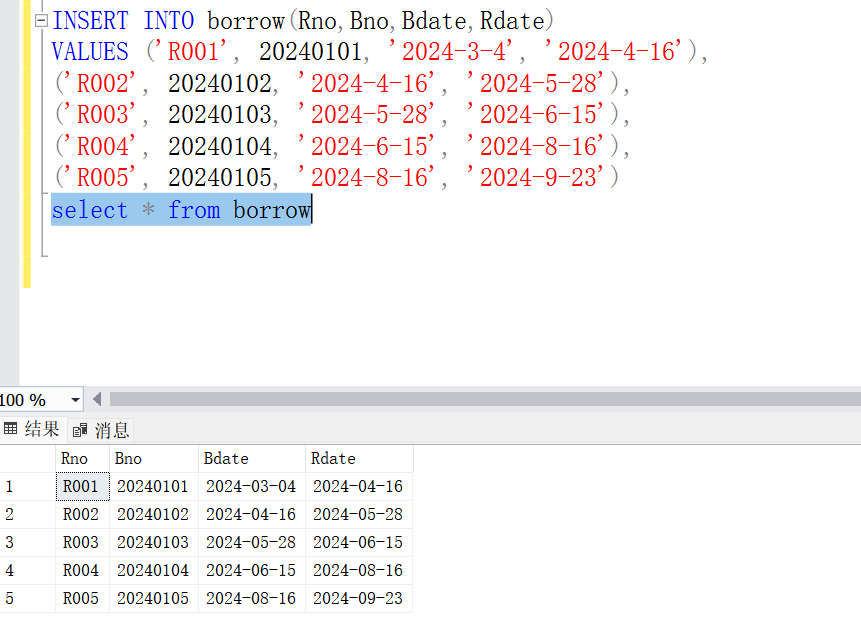 INSERT INTO borrow(Rno,Bno,Bdate,Rdate)
VALUES ('R001', 20240101, '2024-3-4', '2024-4-16'),
('R002', 20240102, '2024-4-16', '2024-5-28'),
('R003', 20240103, '2024-5-28', '2024-6-15'),
('R004', 20240104, '2024-6-15', '2024-8-16'),
('R005', 20240105, '2024-8-16', '2024-9-23')
select * from borrow
100 %
结果 消息
Rno Bno Bdate Rdate
1 R001 20240101 2024-03-04 2024-04-16
2 R002 20240102 2024-04-16 2024-05-28
3 R003 20240103 2024-05-28 2024-06-15
4 R004 20240104 2024-06-15 2024-08-16
5 R005 20240105 2024-08-16 2024-09-23